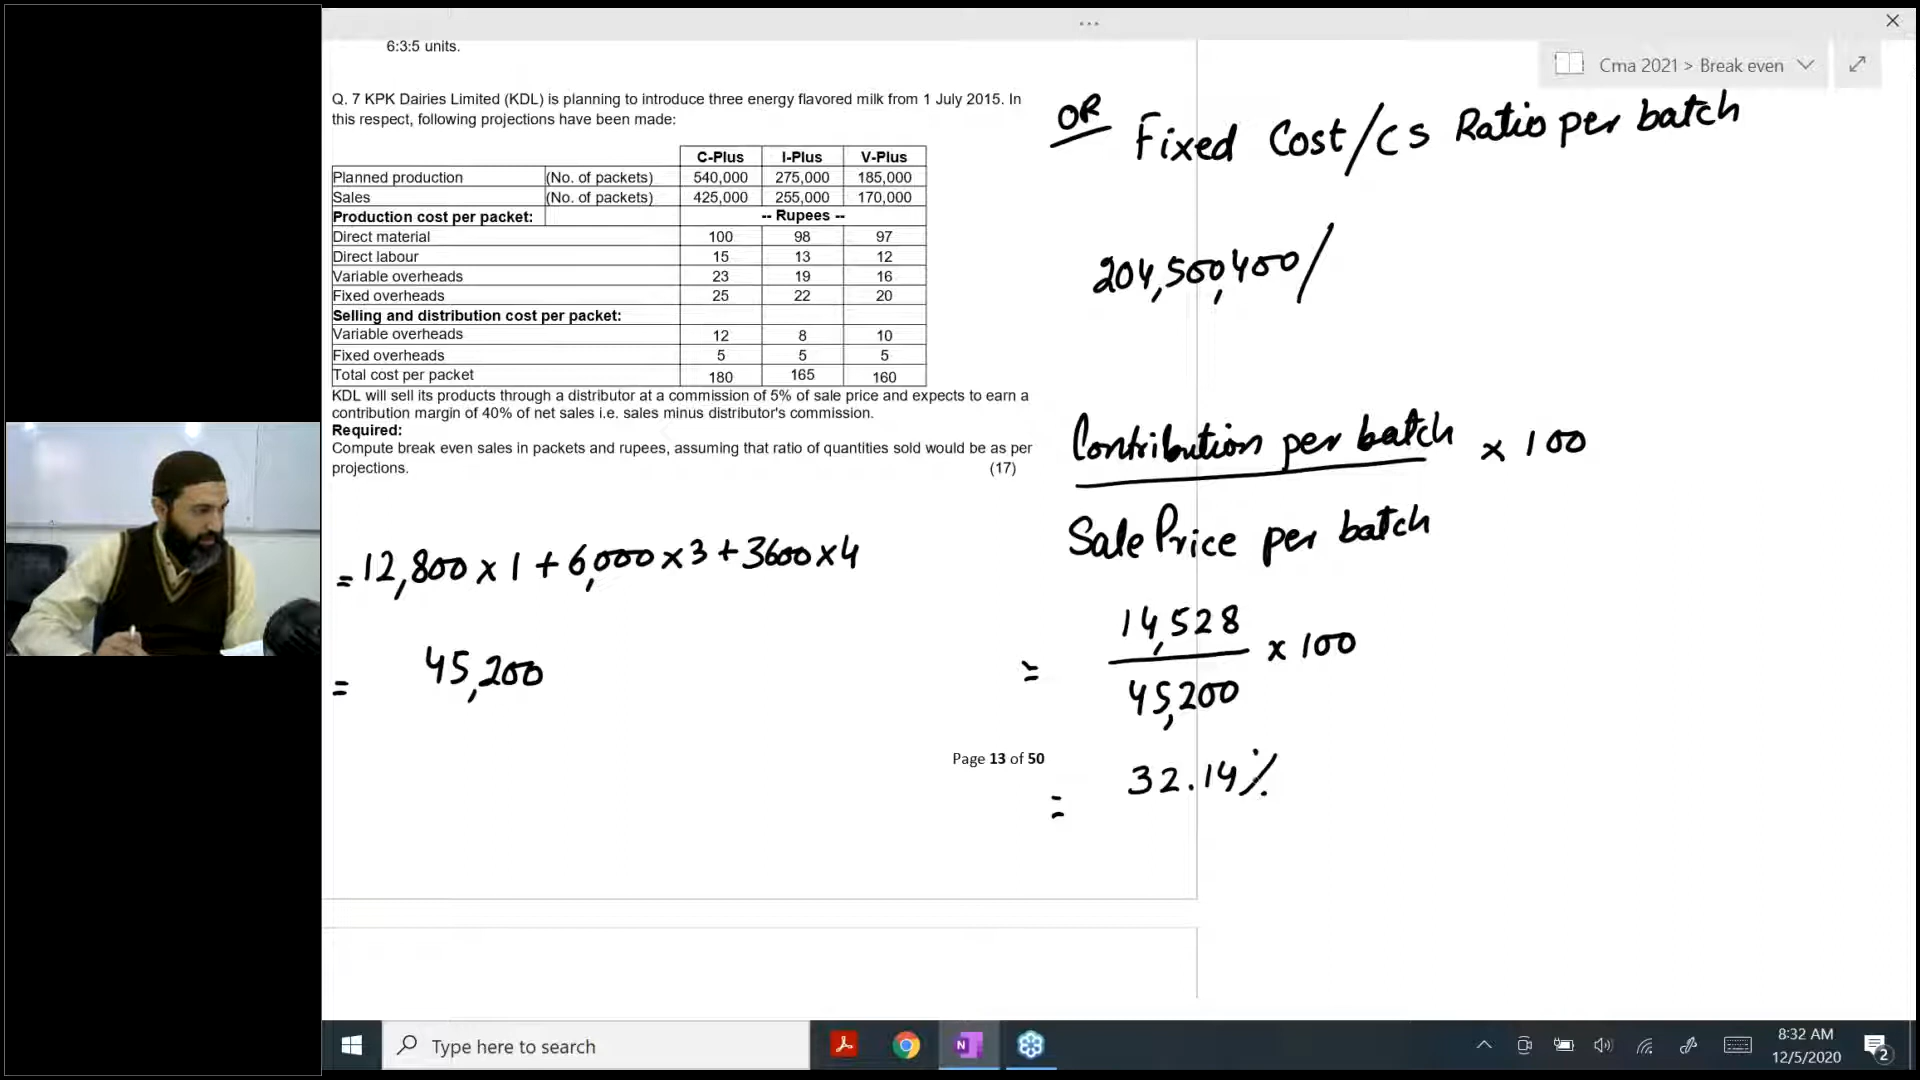 6:3:5 units.
Cma 2021 > Break even
Q. 7 KPK Dairies Limited (KDL) is planning to introduce three energy flavored milk from 1 July 2015. In
this respect, following projections have been made:
C-Plus I-Plus V-Plus
Planned production (No. of packets) 540,000 275,000 185,000
Sales (No. of packets) 425,000 255,000 170,000
Production cost per packet: -- Rupees --
Direct material 100 98 97
Direct labour 15 13 12
Variable overheads 23 19 16
Fixed overheads 25 22 20
Selling and distribution cost per packet:
Variable overheads 12 8 10
Fixed overheads 5 5 5
Total cost per packet 180 165 160
KDL will sell its products through a distributor at a commission of 5% of sale price and expects to earn a
contribution margin of 40% of net sales i.e. sales minus distributor's commission.
Required:
Compute break even sales in packets and rupees, assuming that ratio of quantities sold would be as per
projections. (17)
= 12,800 x 1 + 6,000 x 3 + 3600 x 4
= 45,200
Page 13 of 50
OR Fixed Cost/CS Ratio per batch
204,500,400/
Contribution per batch x 100
Sale Price per batch
= 14,528 x 100
45,200
= 32.14%
Type here to search
8:32 AM
12/5/2020
2